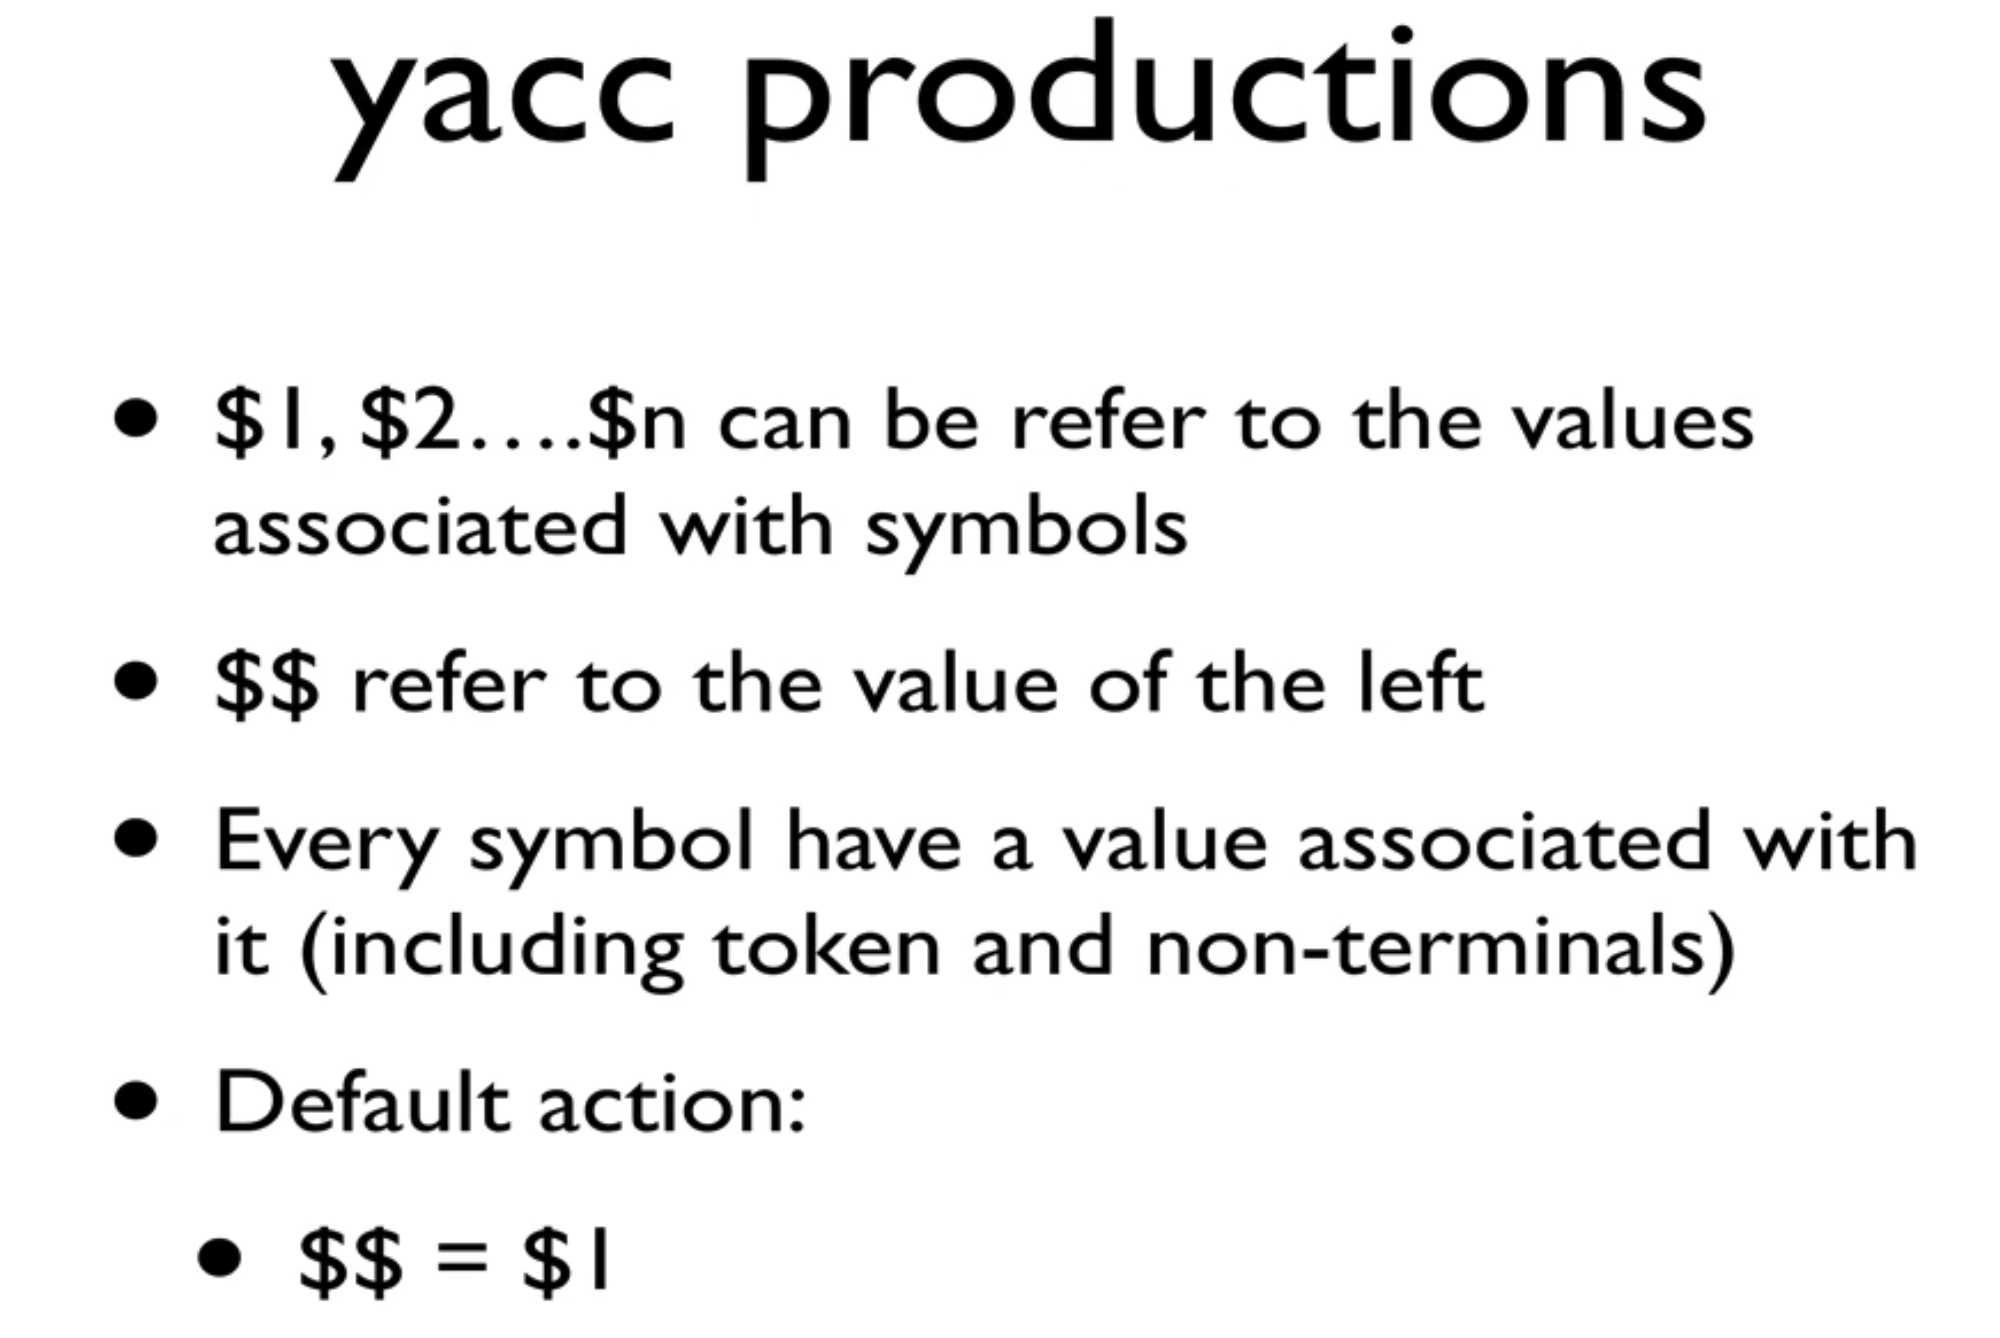 yacc productions
• $1, $2....$n can be refer to the values
associated with symbols
• $$ refer to the value of the left
• Every symbol have a value associated with
it (including token and non-terminals)
• Default action:
• $$ = $1